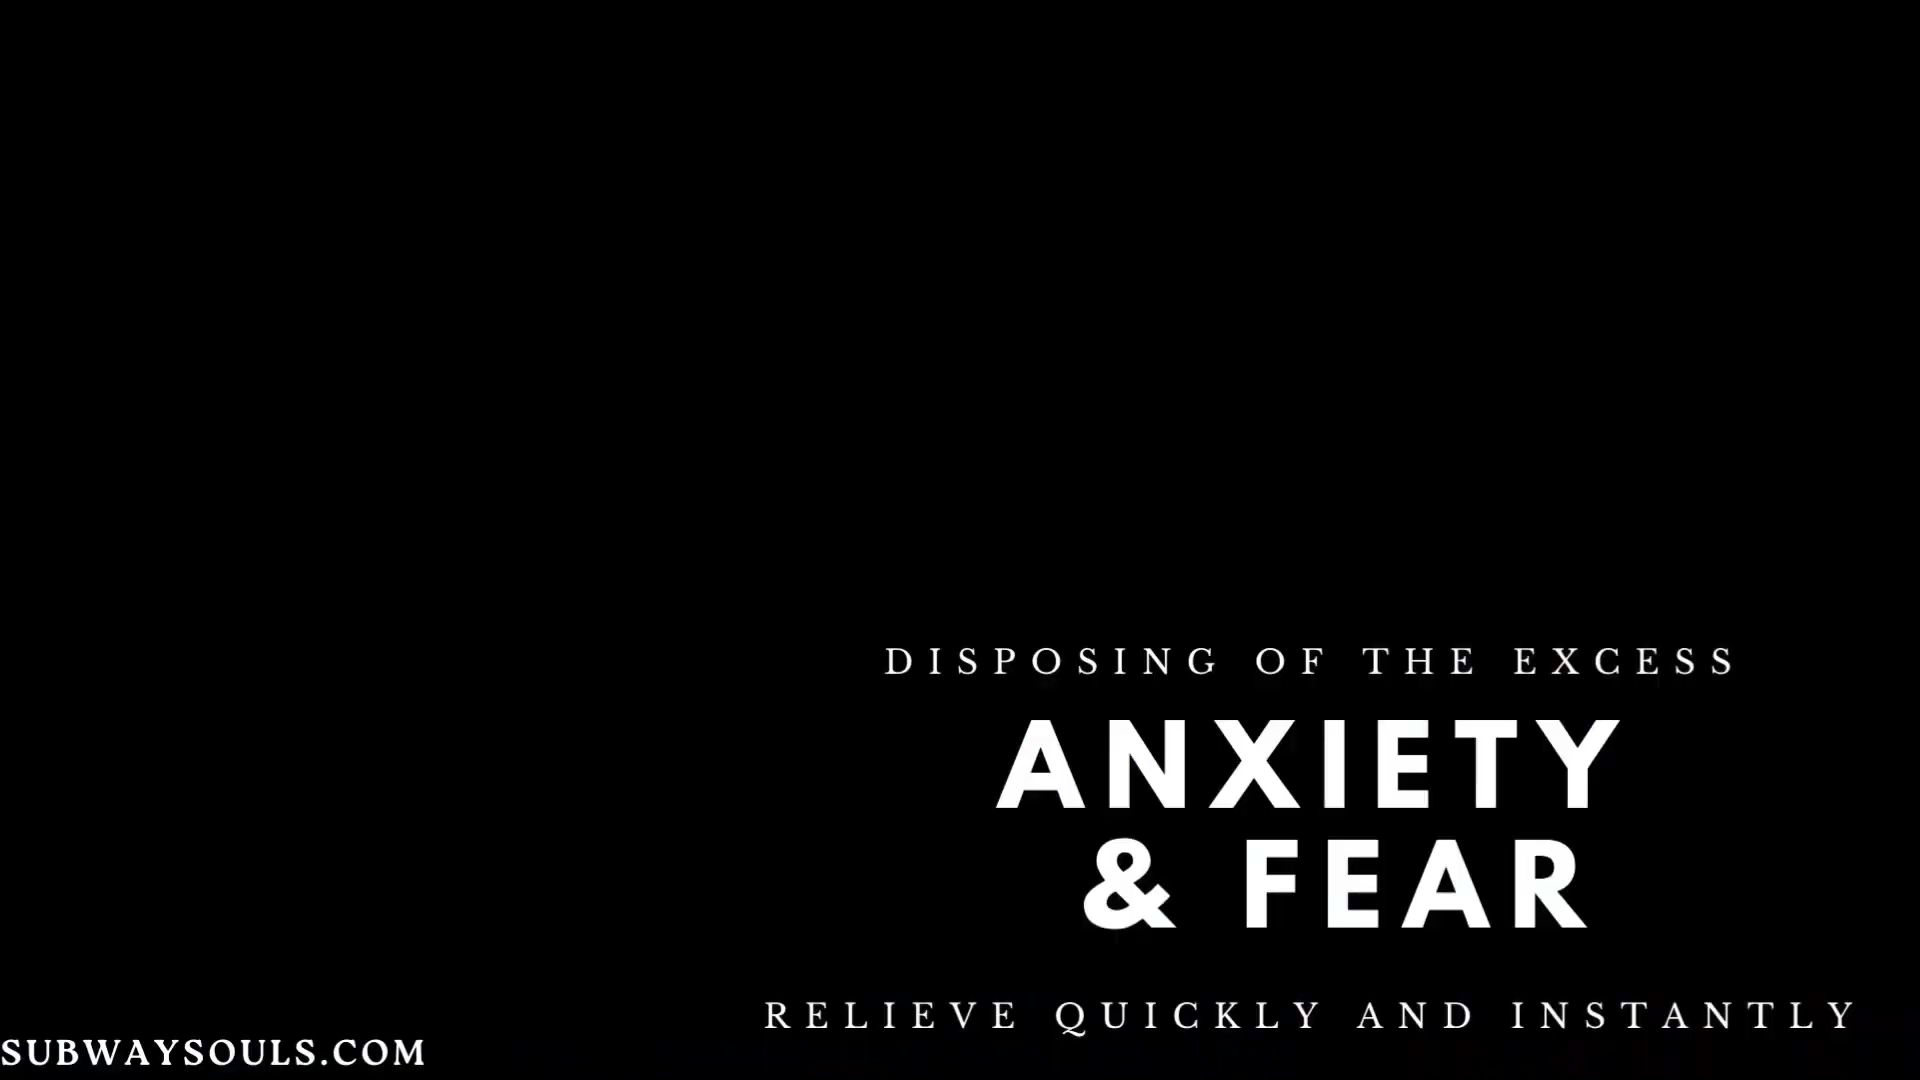 DISPOSING OF THE EXCESS
ANXIETY
& FEAR
RELIEVE QUICKLY AND INSTANTLY
SUBWAYSOULS.COM